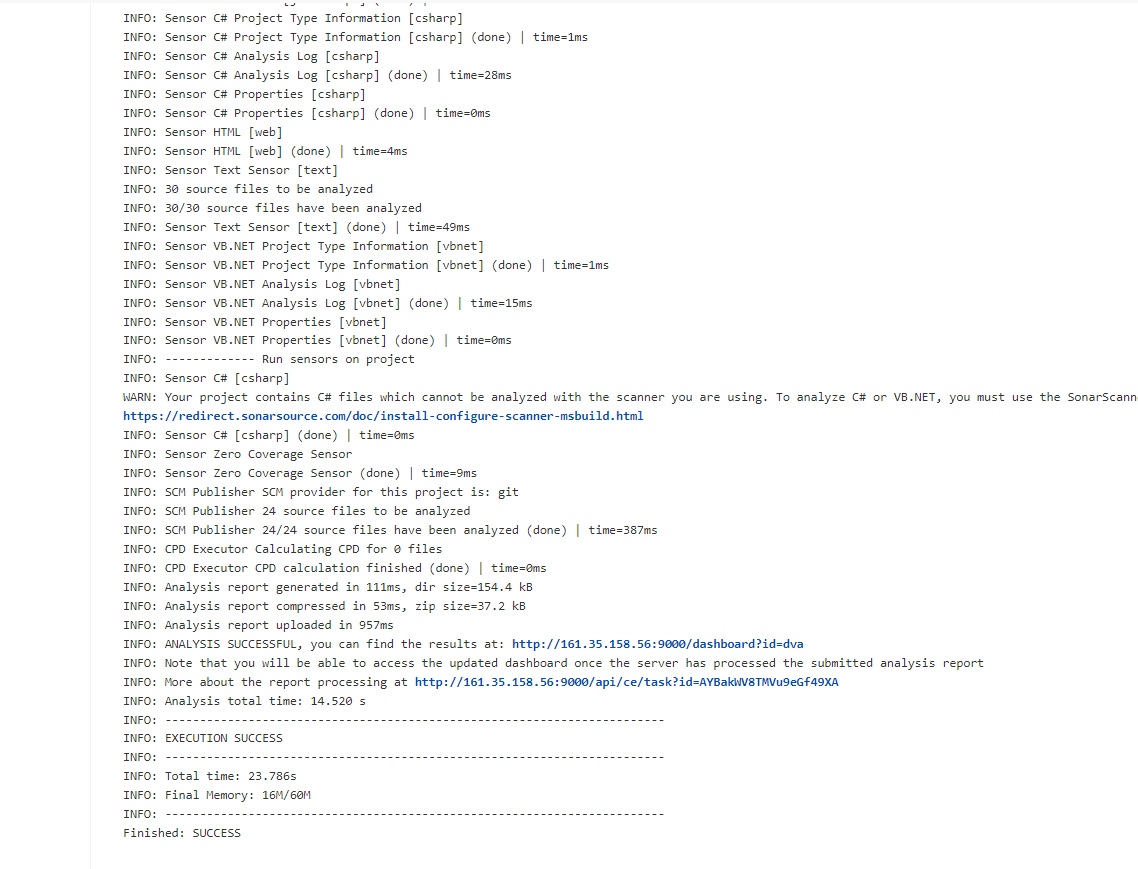 INFO: Sensor C# Project Type Information [csharp]
INFO: Sensor C# Project Type Information [csharp] (done) | time=1ms
INFO: Sensor C# Analysis Log [csharp]
INFO: Sensor C# Analysis Log [csharp] (done) | time=28ms
INFO: Sensor C# Properties [csharp]
INFO: Sensor C# Properties [csharp] (done) | time=0ms
INFO: Sensor HTML [web]
INFO: Sensor HTML [web] (done) | time=4ms
INFO: Sensor Text Sensor [text]
INFO: 30 source files to be analyzed
INFO: 30/30 source files have been analyzed
INFO: Sensor Text Sensor [text] (done) | time=49ms
INFO: Sensor VB.NET Project Type Information [vbnet]
INFO: Sensor VB.NET Project Type Information [vbnet] (done) | time=1ms
INFO: Sensor VB.NET Analysis Log [vbnet]
INFO: Sensor VB.NET Analysis Log [vbnet] (done) | time=15ms
INFO: Sensor VB.NET Properties [vbnet]
INFO: Sensor VB.NET Properties [vbnet] (done) | time=0ms
INFO: ------------- Run sensors on project
INFO: Sensor C# [csharp]
WARN: Your project contains C# files which cannot be analyzed with the scanner you are using. To analyze C# or VB.NET, you must use the SonarScann
https://redirect.sonarsource.com/doc/install-configure-scanner-msbuild.html
INFO: Sensor C# [csharp] (done) | time=0ms
INFO: Sensor Zero Coverage Sensor
INFO: Sensor Zero Coverage Sensor (done) | time=9ms
INFO: SCM Publisher SCM provider for this project is: git
INFO: SCM Publisher 24 source files to be analyzed
INFO: SCM Publisher 24/24 source files have been analyzed (done) | time=387ms
INFO: CPD Executor Calculating CPD for 0 files
INFO: CPD Executor CPD calculation finished (done) | time=0ms
INFO: Analysis report generated in 111ms, dir size=154.4 kB
INFO: Analysis report compressed in 53ms, zip size=37.2 kB
INFO: Analysis report uploaded in 957ms
INFO: ANALYSIS SUCCESSFUL, you can find the results at: http://161.35.158.56:9000/dashboard?id=dva
INFO: Note that you will be able to access the updated dashboard once the server has processed the submitted analysis report
INFO: More about the report processing at http://161.35.158.56:9000/api/ce/task?id=AYBakWV8TMVu9eGf49XA
INFO: Analysis total time: 14.520 s
INFO: ------------------------------------------------------------------------
INFO: EXECUTION SUCCESS
INFO: ------------------------------------------------------------------------
INFO: Total time: 23.786s
INFO: Final Memory: 16M/60M
INFO: ------------------------------------------------------------------------
Finished: SUCCESS